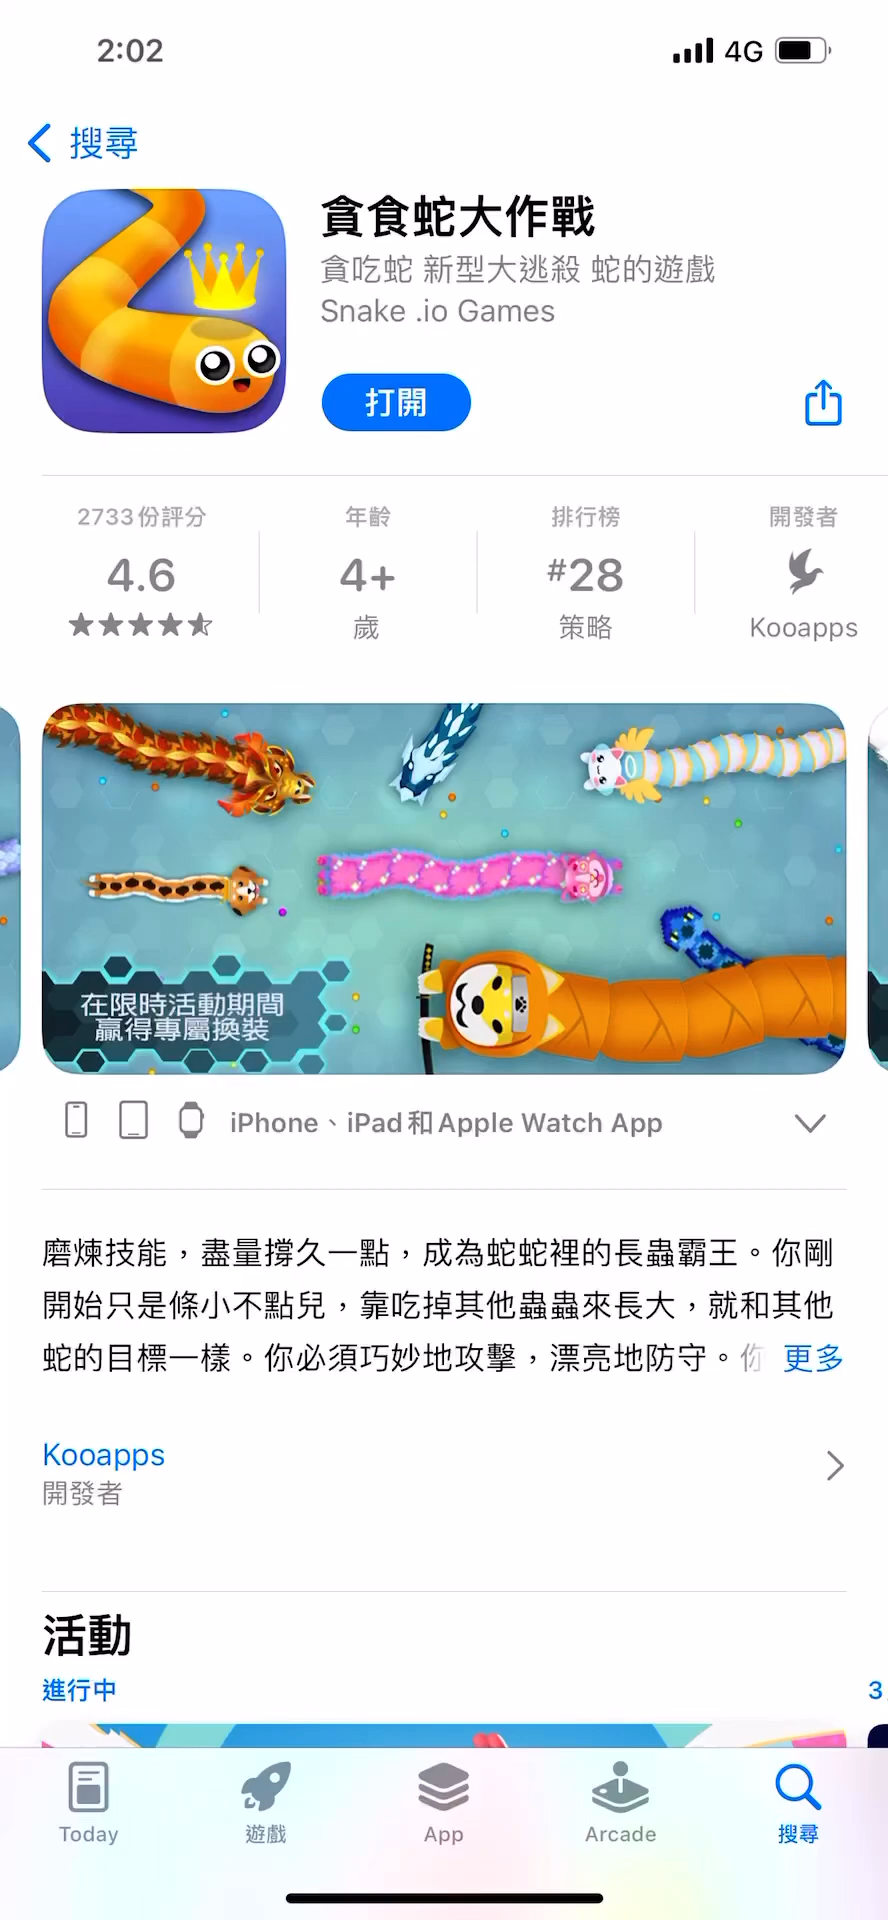 2:02
4G
搜尋
貪食蛇大作戰
貪吃蛇 新型大逃殺 蛇的遊戲
Snake .io Games
打開
2733份評分
4.6
年齡
4+
歲
排行榜
#28
策略
開發者
Kooapps
在限時活動期間
贏得專屬換裝
iPhone、iPad和Apple Watch App
磨煉技能，盡量撐久一點，成為蛇蛇裡的長蟲霸王。你剛
開始只是條小不點兒，靠吃掉其他蟲蟲來長大，就和其他
蛇的目標一樣。你必須巧妙地攻擊，漂亮地防守。你 更多
Kooapps
開發者
活動
進行中
3
Today
遊戲
App
Arcade
搜尋